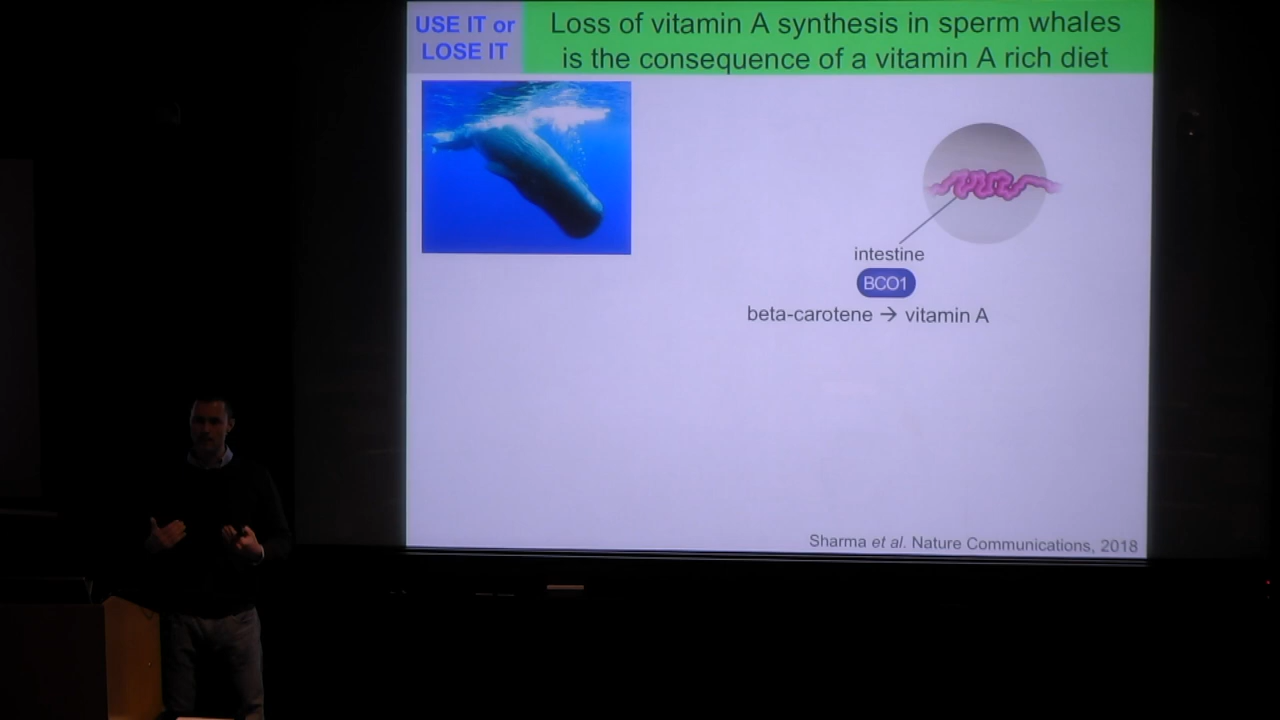 USE IT or
LOSE IT
Loss of vitamin A synthesis in sperm whales
is the consequence of a vitamin A rich diet
intestine
BCO1
beta-carotene → vitamin A
Sharma et al. Nature Communications, 2018